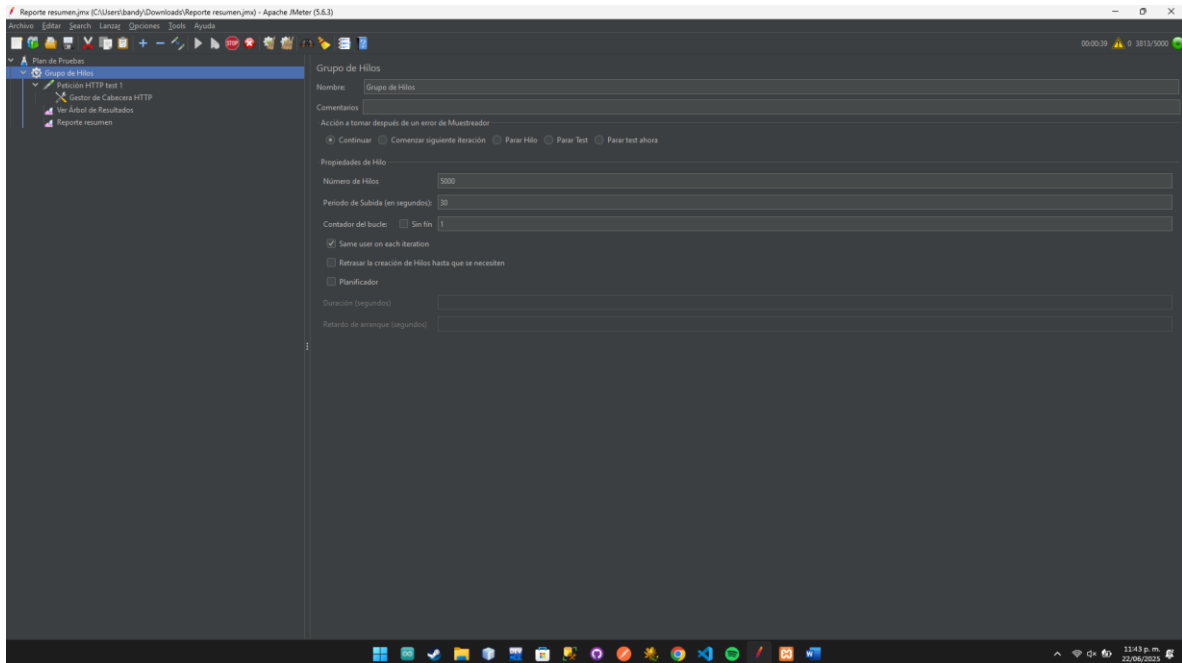 Reporte resumen.jmx (C:\Users\bandy\Downloads\Reporte resumen.jmx) - Apache JMeter (5.6.3)
Archivo Editar Search Lanzar Opciones Tools Ayuda
STOP
00:00:39 0 3813/5000
Plan de Pruebas
Grupo de Hilos
Petición HTTP test 1
Gestor de Cabecera HTTP
Ver Árbol de Resultados
Reporte resumen
Grupo de Hilos
Nombre: Grupo de Hilos
Comentarios
Acción a tomar después de un error de Muestreador
Continuar Comenzar siguiente iteración Parar Hilo Parar Test Parar test ahora
Propiedades de Hilo
Número de Hilos 5000
Periodo de Subida (en segundos): 30
Contador del bucle: Sin fin 1
Same user on each iteration
Retrasar la creación de Hilos hasta que se necesiten
Planificador
Duración (segundos)
Retardo de arranque (segundos)
11:43 p. m.
22/06/2025